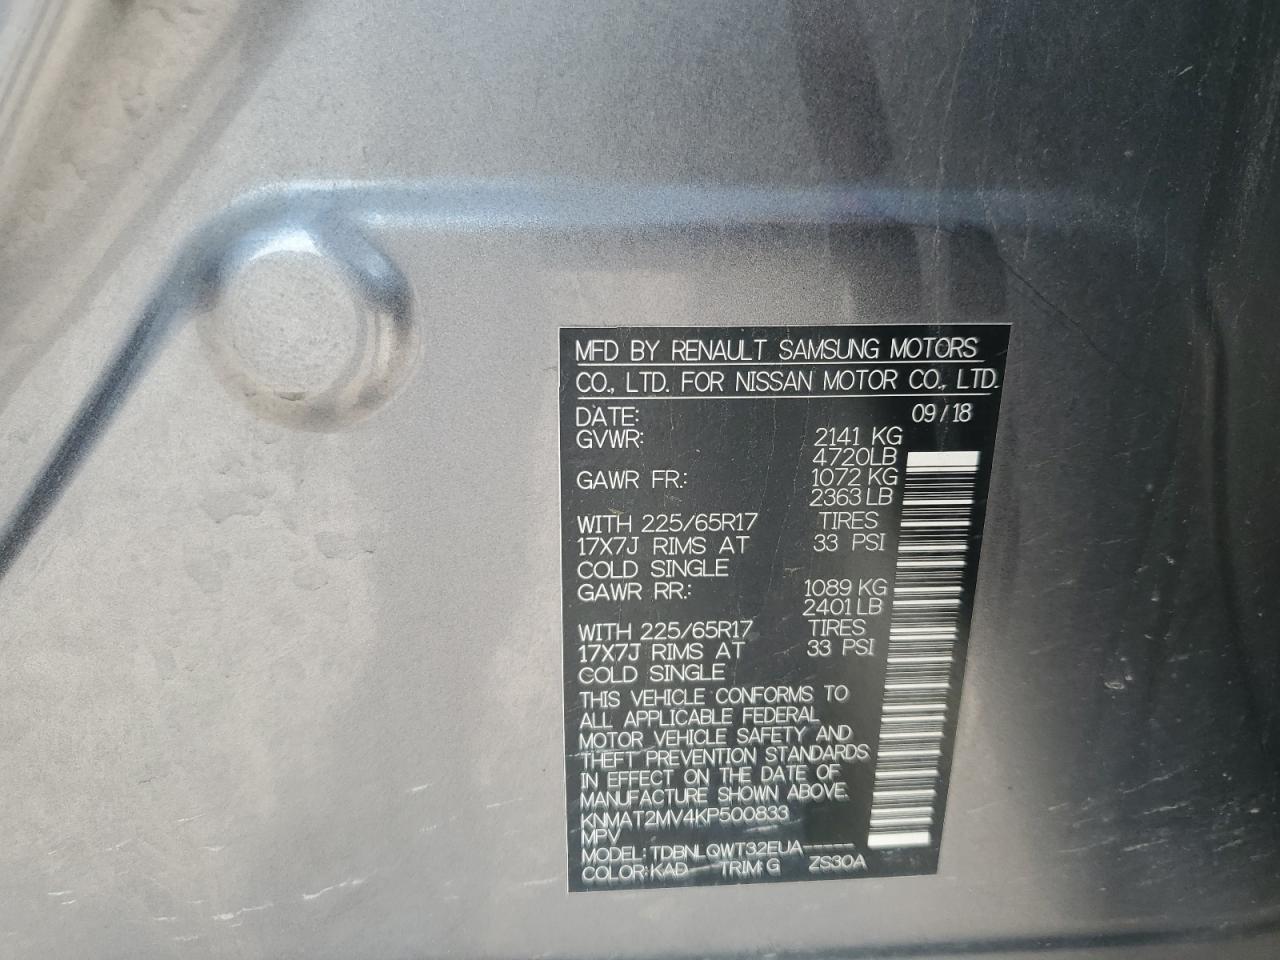 MFD BY RENAULT SAMSUNG MOTORS
CO., LTD. FOR NISSAN MOTOR CO., LTD.
DATE: 09/18
GVWR: 2141 KG
4720LB
GAWR FR.: 1072 KG
2363LB
WITH 225/65R17 TIRES
17X7J RIMS AT 33 PSI
COLD SINGLE
GAWR RR.: 1089 KG
2401LB
WITH 225/65R17 TIRES
17X7J RIMS AT 33 PSI
COLD SINGLE
THIS VEHICLE CONFORMS TO
ALL APPLICABLE FEDERAL
MOTOR VEHICLE SAFETY AND
THEFT PREVENTION STANDARDS
IN EFFECT ON THE DATE OF
MANUFACTURE SHOWN ABOVE.
KNMAT2MV4KP500833
MPV
MODEL: TDBNLQWT32EUA------
COLOR: KAD TRIM: G ZS30A